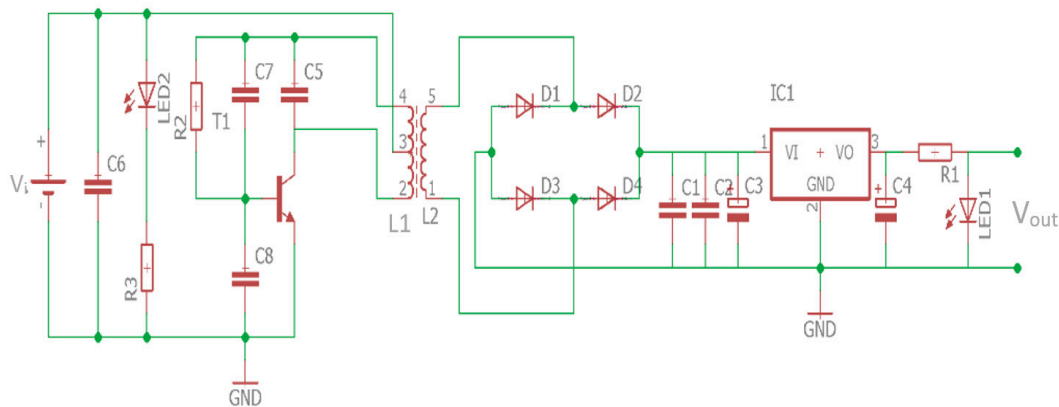 C7
C5
LED2
R2
T1
4
5
D1
D2
IC1
C6
3
1
VI
+
VO
3
Vi
+
-
GND
R1
2
1
D3
D4
C1
C2
C3
+
C4
+
2
LED1
Vout
L1
L2
R3
C8
GND
GND